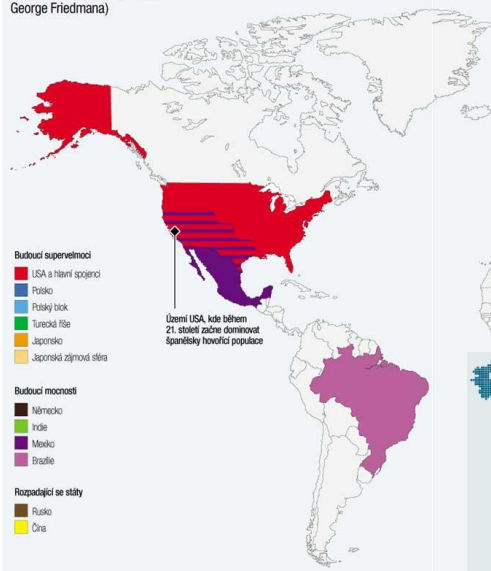 George Friedmana)
Budoucí supervelmoci
USA a hlavní spojenci
Polsko
Polský blok
Turecká říše
Japonsko
Japonská zájmová sféra
Území USA, kde během
21. století začne dominovat
španělsky hovořící populace
Budoucí mocnosti
Německo
Indie
Mexiko
Brazílie
Rozpadající se státy
Rusko
Čína